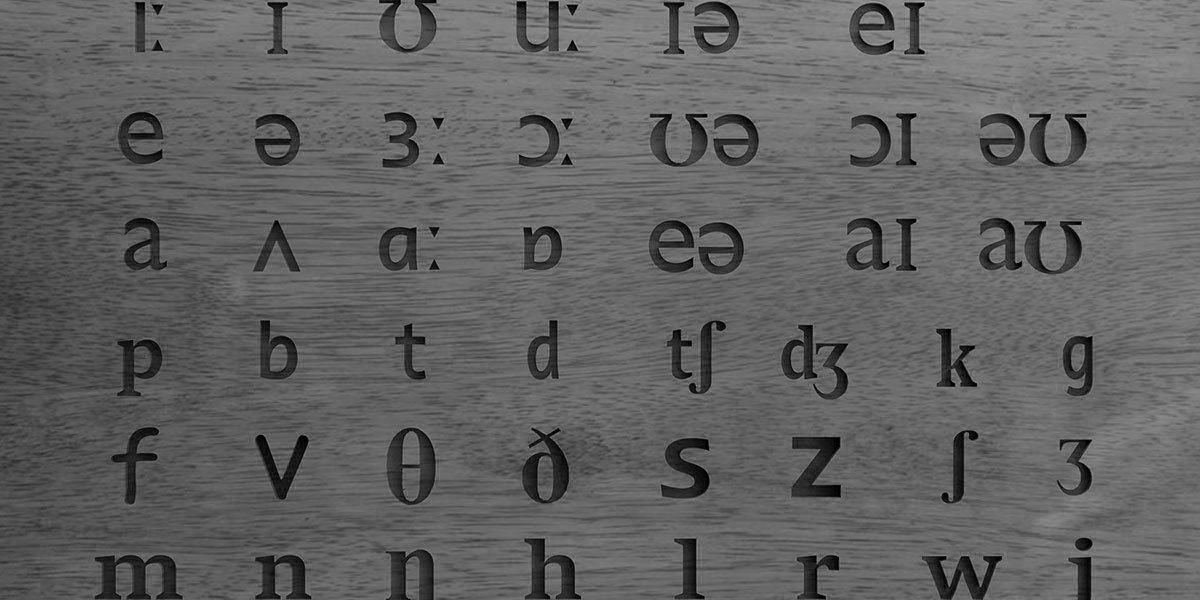 iː ɪ ʊ uː ɪə eɪ
e ə ɜː ɔː ʊə ɔɪ əʊ
a ʌ ɑː ɒ eə aɪ aʊ
p b t d tʃ dʒ k g
f v θ ð s z ʃ ʒ
m n ŋ h l r w j